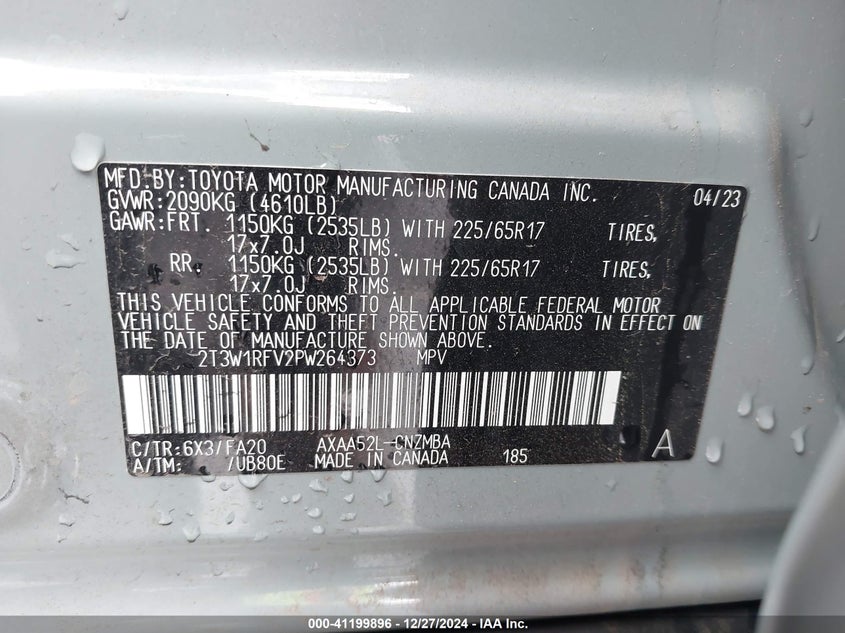 MFD.BY:TOYOTA MOTOR MANUFACTURING CANADA INC. 04/23
GVWR:2090KG (4610LB)
GAWR:FRT. 1150KG (2535LB) WITH 225/65R17 TIRES,
17x7.0J RIMS.
RR. 1150KG (2535LB) WITH 225/65R17 TIRES,
17x7.0J RIMS.
THIS VEHICLE CONFORMS TO ALL APPLICABLE FEDERAL MOTOR
VEHICLE SAFETY AND THEFT PREVENTION STANDARDS IN EFFECT ON
THE DATE OF MANUFACTURE SHOWN ABOVE.
2T3W1RFV2PW264373 MPV
C/TR:6X3/FA20 AXAA52L-CNZMBA
A/TM: /UB80E MADE IN CANADA 185 A
000-41199896 • 12/27/2024 • IAA Inc.